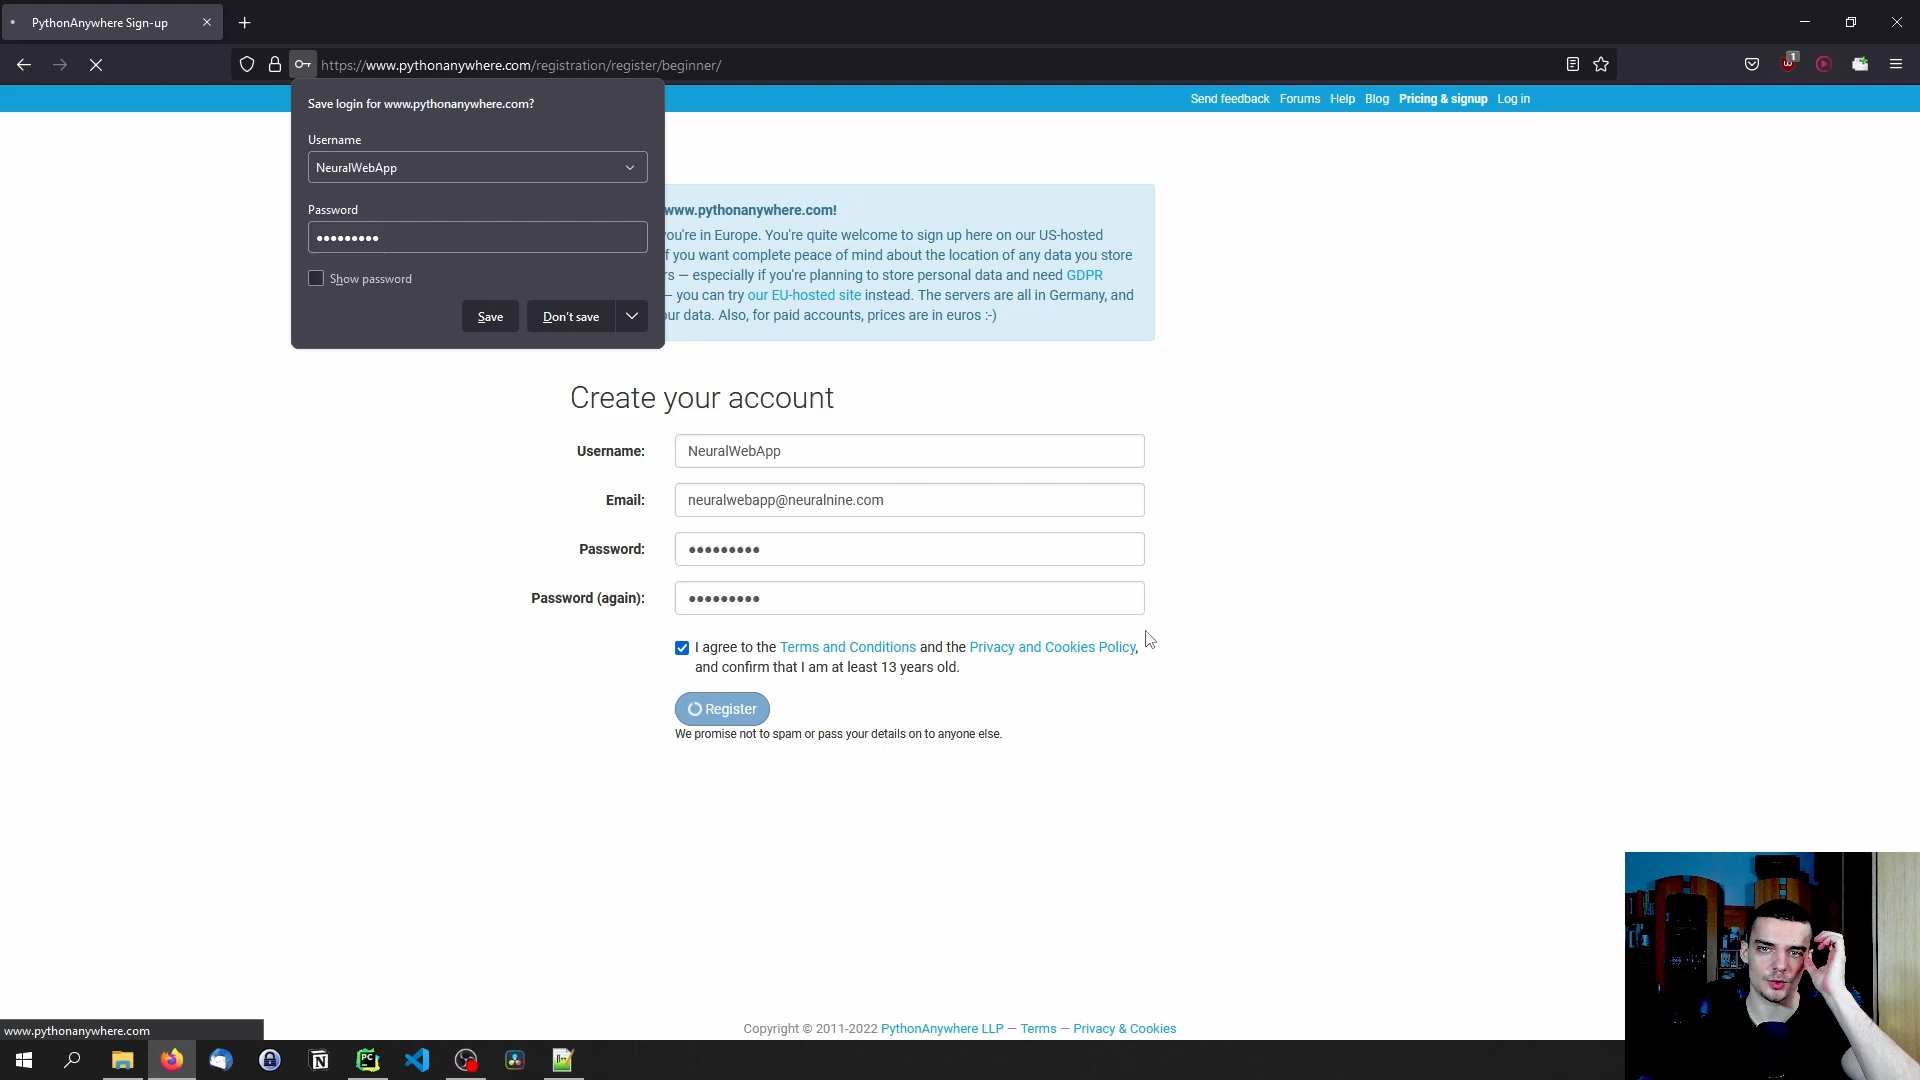 PythonAnywhere Sign-up
https://www.pythonanywhere.com/registration/register/beginner/
1
Send feedback Forums Help Blog Pricing & signup Log in
Save login for www.pythonanywhere.com?
Username
NeuralWebApp
Password
•••••••••
Show password
Save Don't save
www.pythonanywhere.com!
you're in Europe. You're quite welcome to sign up here on our US-hosted
if you want complete peace of mind about the location of any data you store
rs — especially if you're planning to store personal data and need GDPR
— you can try our EU-hosted site instead. The servers are all in Germany, and
our data. Also, for paid accounts, prices are in euros :-)
Create your account
Username: NeuralWebApp
Email: neuralwebapp@neuralnine.com
Password: •••••••••
Password (again): •••••••••
I agree to the Terms and Conditions and the Privacy and Cookies Policy,
and confirm that I am at least 13 years old.
Register
We promise not to spam or pass your details on to anyone else.
Copyright © 2011-2022 PythonAnywhere LLP — Terms — Privacy & Cookies
www.pythonanywhere.com